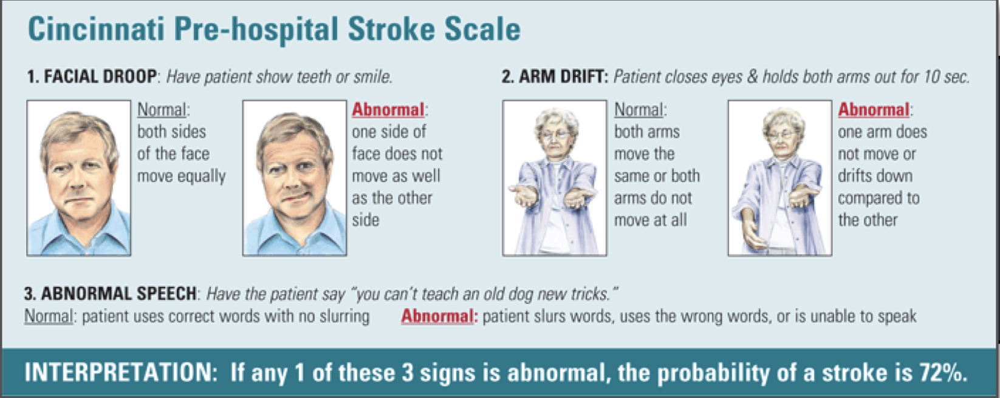 Cincinnati Pre-hospital Stroke Scale
1. FACIAL DROOP: Have patient show teeth or smile.
Normal:
both sides
of the face
move equally
Abnormal:
one side of
face does not
move as well
as the other
side
2. ARM DRIFT: Patient closes eyes & holds both arms out for 10 sec.
Normal:
both arms
move the
same or both
arms do not
move at all
Abnormal:
one arm does
not move or
drifts down
compared to
the other
3. ABNORMAL SPEECH: Have the patient say "you can't teach an old dog new tricks."
Normal: patient uses correct words with no slurring
Abnormal: patient slurs words, uses the wrong words, or is unable to speak
INTERPRETATION: If any 1 of these 3 signs is abnormal, the probability of a stroke is 72%.